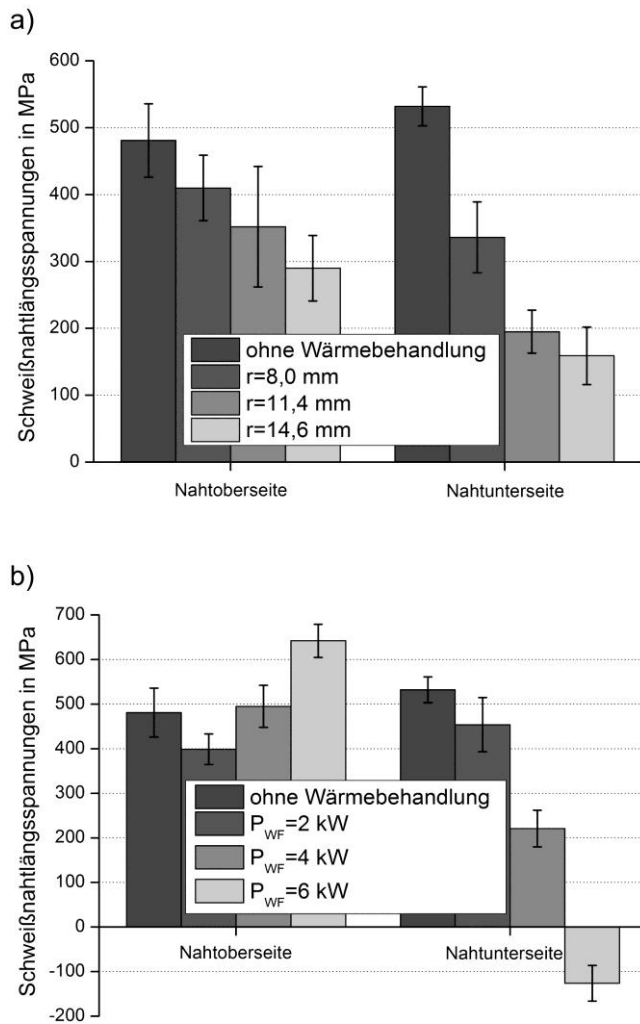 a)
Schweißnahtlängsspannungen in MPa
600
500
400
300
200
100
0
ohne Wärmebehandlung
r=8,0 mm
r=11,4 mm
r=14,6 mm
Nahtoberseite
Nahtunterseite
b)
Schweißnahtlängsspannungen in MPa
700
600
500
400
300
200
100
0
-100
-200
ohne Wärmebehandlung
P_WF=2 kW
P_WF=4 kW
P_WF=6 kW
Nahtoberseite
Nahtunterseite